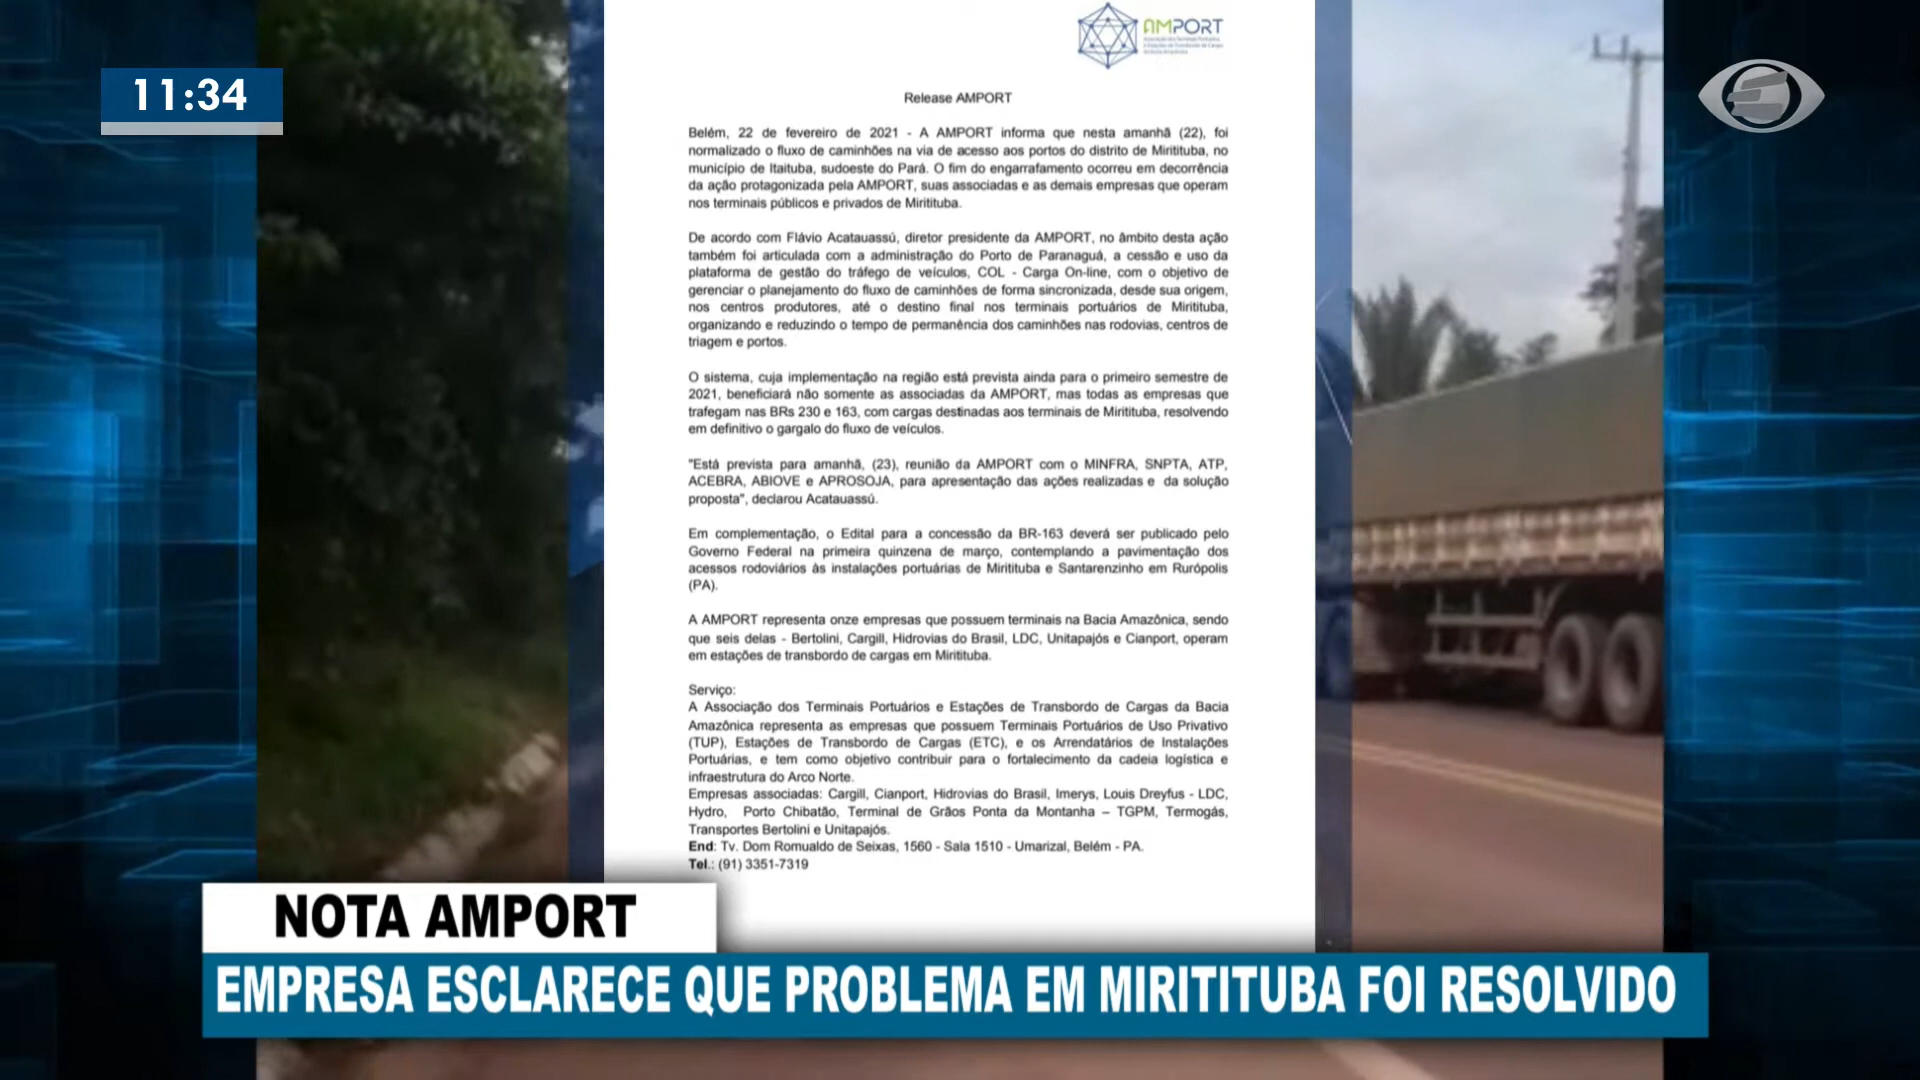 AMPORT
11:34
Release AMPORT
Belém, 22 de fevereiro de 2021 - A AMPORT informa que nesta amanhã (22), foi
normalizado o fluxo de caminhões na via de acesso aos portos do distrito de Miritituba, no
município de Itaituba, sudoeste do Pará. O fim do engarrafamento ocorreu em decorrência
da ação protagonizada pela AMPORT, suas associadas e as demais empresas que operam
nos terminais públicos e privados de Miritituba.
De acordo com Flávio Acatauassú, diretor presidente da AMPORT, no âmbito desta ação
também foi articulada com a administração do Porto de Paranaguá, a cessão e uso da
plataforma de gestão do tráfego de veículos, COL - Carga On-line, com o objetivo de
gerenciar o planejamento do fluxo de caminhões de forma sincronizada, desde sua origem,
nos centros produtores, até o destino final nos terminais portuários de Miritituba,
organizando e reduzindo o tempo de permanência dos caminhões nas rodovias, centros de
triagem e portos.
O sistema, cuja implementação na região está prevista ainda para o primeiro semestre de
2021, beneficiará não somente as associadas da AMPORT, mas todas as empresas que
trafegam nas BRs 230 e 163, com cargas destinadas aos terminais de Miritituba, resolvendo
em definitivo o gargalo do fluxo de veículos.
"Está prevista para amanhã, (23), reunião da AMPORT com o MINFRA, SNPTA, ATP,
ACEBRA, ABIOVE e APROSOJA, para apresentação das ações realizadas e da solução
proposta", declarou Acatauassú.
Em complementação, o Edital para a concessão da BR-163 deverá ser publicado pelo
Governo Federal na primeira quinzena de março, contemplando a pavimentação dos
acessos rodoviários às instalações portuárias de Miritituba e Santarenzinho em Rurópolis
(PA).
A AMPORT representa onze empresas que possuem terminais na Bacia Amazônica, sendo
que seis delas - Bertolini, Cargill, Hidrovias do Brasil, LDC, Unitapajós e Cianport, operam
em estações de transbordo de cargas em Miritituba.
Serviço:
A Associação dos Terminais Portuários e Estações de Transbordo de Cargas da Bacia
Amazônica representa as empresas que possuem Terminais Portuários de Uso Privativo
(TUP), Estações de Transbordo de Cargas (ETC), e os Arrendatários de Instalações
Portuárias, e tem como objetivo contribuir para o fortalecimento da cadeia logística e
infraestrutura do Arco Norte.
Empresas associadas: Cargill, Cianport, Hidrovias do Brasil, Imerys, Louis Dreyfus - LDC,
Hydro, Porto Chibatão, Terminal de Grãos Ponta da Montanha – TGPM, Termogás,
Transportes Bertolini e Unitapajós.
End: Tv. Dom Romualdo de Seixas, 1560 - Sala 1510 - Umarizal, Belém - PA.
Tel.: (91) 3351-7319
NOTA AMPORT
EMPRESA ESCLARECE QUE PROBLEMA EM MIRITITUBA FOI RESOLVIDO